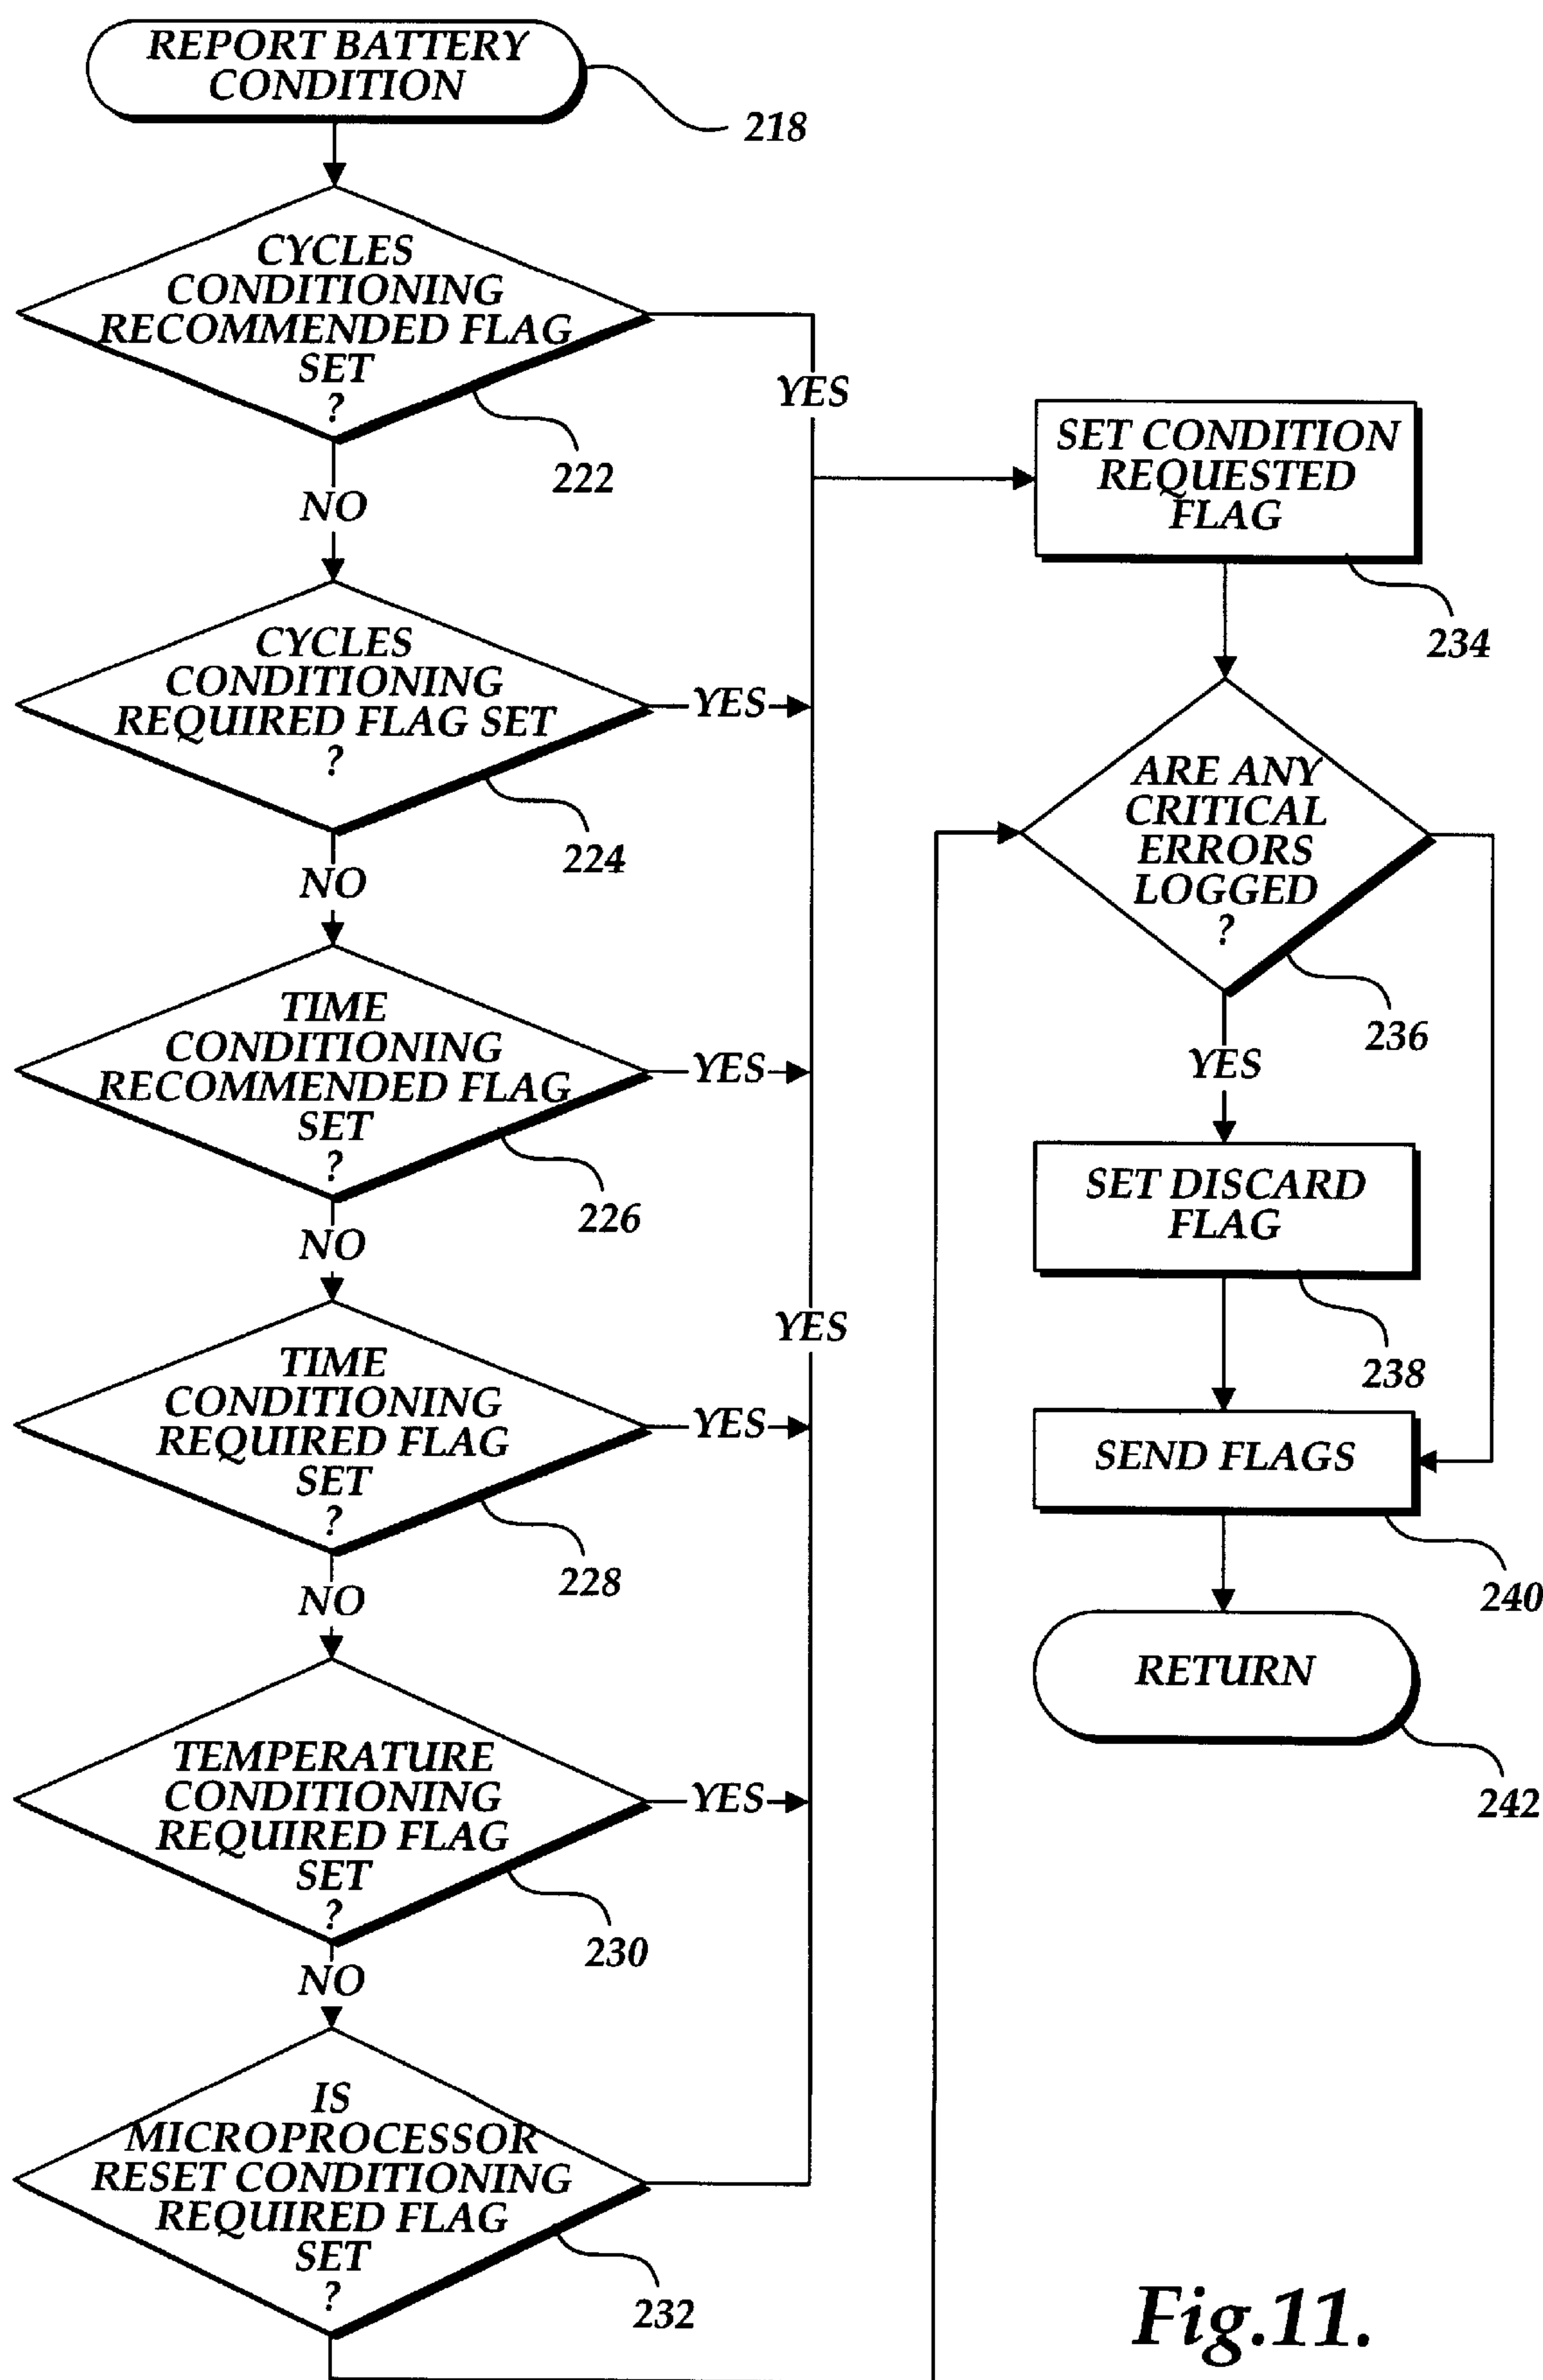 REPORT BATTERY
CONDITION
218
CYCLES
CONDITIONING
RECOMMENDED FLAG
SET
?
222
YES
NO
CYCLES
CONDITIONING
REQUIRED FLAG SET
?
YES
224
NO
TIME
CONDITIONING
RECOMMENDED FLAG
SET
?
YES
226
NO
YES
TIME
CONDITIONING
REQUIRED FLAG
SET
?
YES
228
NO
TEMPERATURE
CONDITIONING
REQUIRED FLAG
SET
?
YES
230
NO
IS
MICROPROCESSOR
RESET CONDITIONING
REQUIRED FLAG
SET
?
232
SET CONDITION
REQUESTED
FLAG
234
ARE ANY
CRITICAL
ERRORS
LOGGED
?
236
YES
SET DISCARD
FLAG
238
SEND FLAGS
240
RETURN
242
Fig.11.